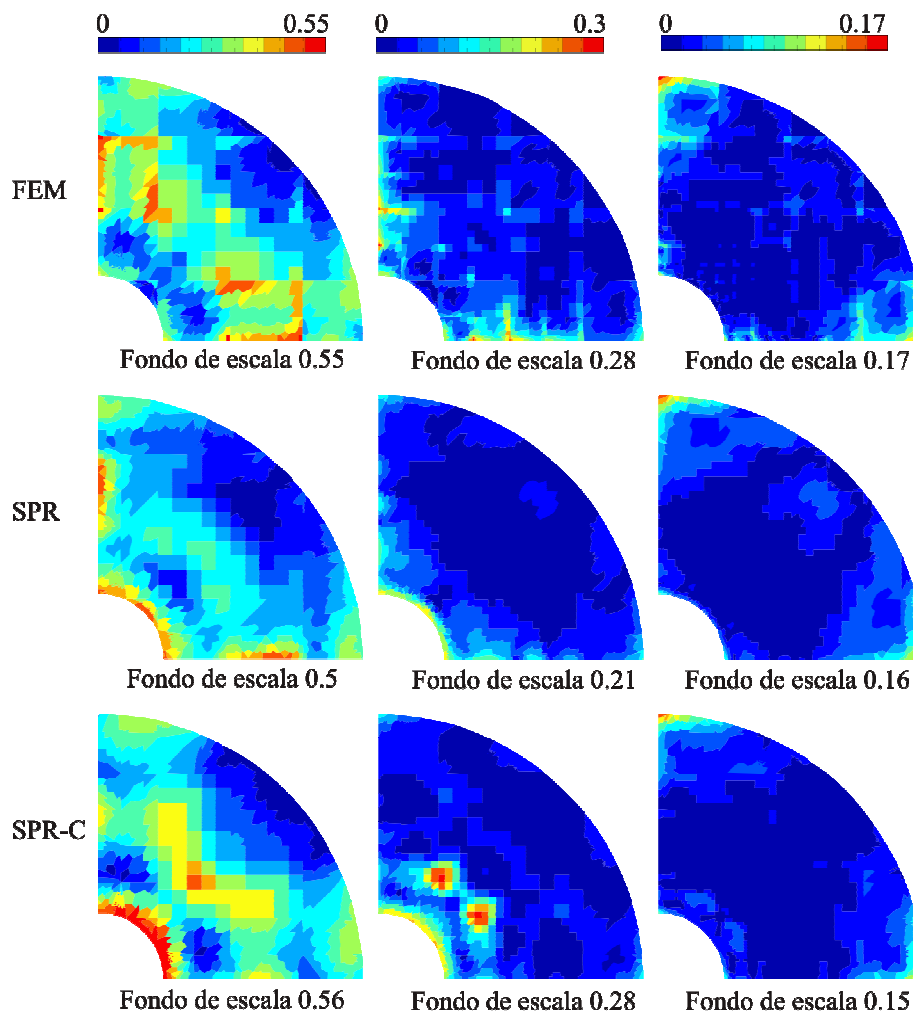 0 0.55 0 0.3 0 0.17
FEM
Fondo de escala 0.55 Fondo de escala 0.28 Fondo de escala 0.17
SPR
Fondo de escala 0.5 Fondo de escala 0.21 Fondo de escala 0.16
SPR-C
Fondo de escala 0.56 Fondo de escala 0.28 Fondo de escala 0.15